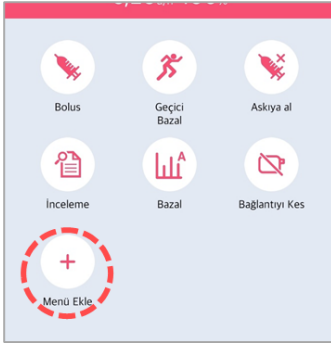 Bolus
Geçici
Bazal
Askıya al
İnceleme
A
Bazal
Bağlantıyı Kes
Menü Ekle